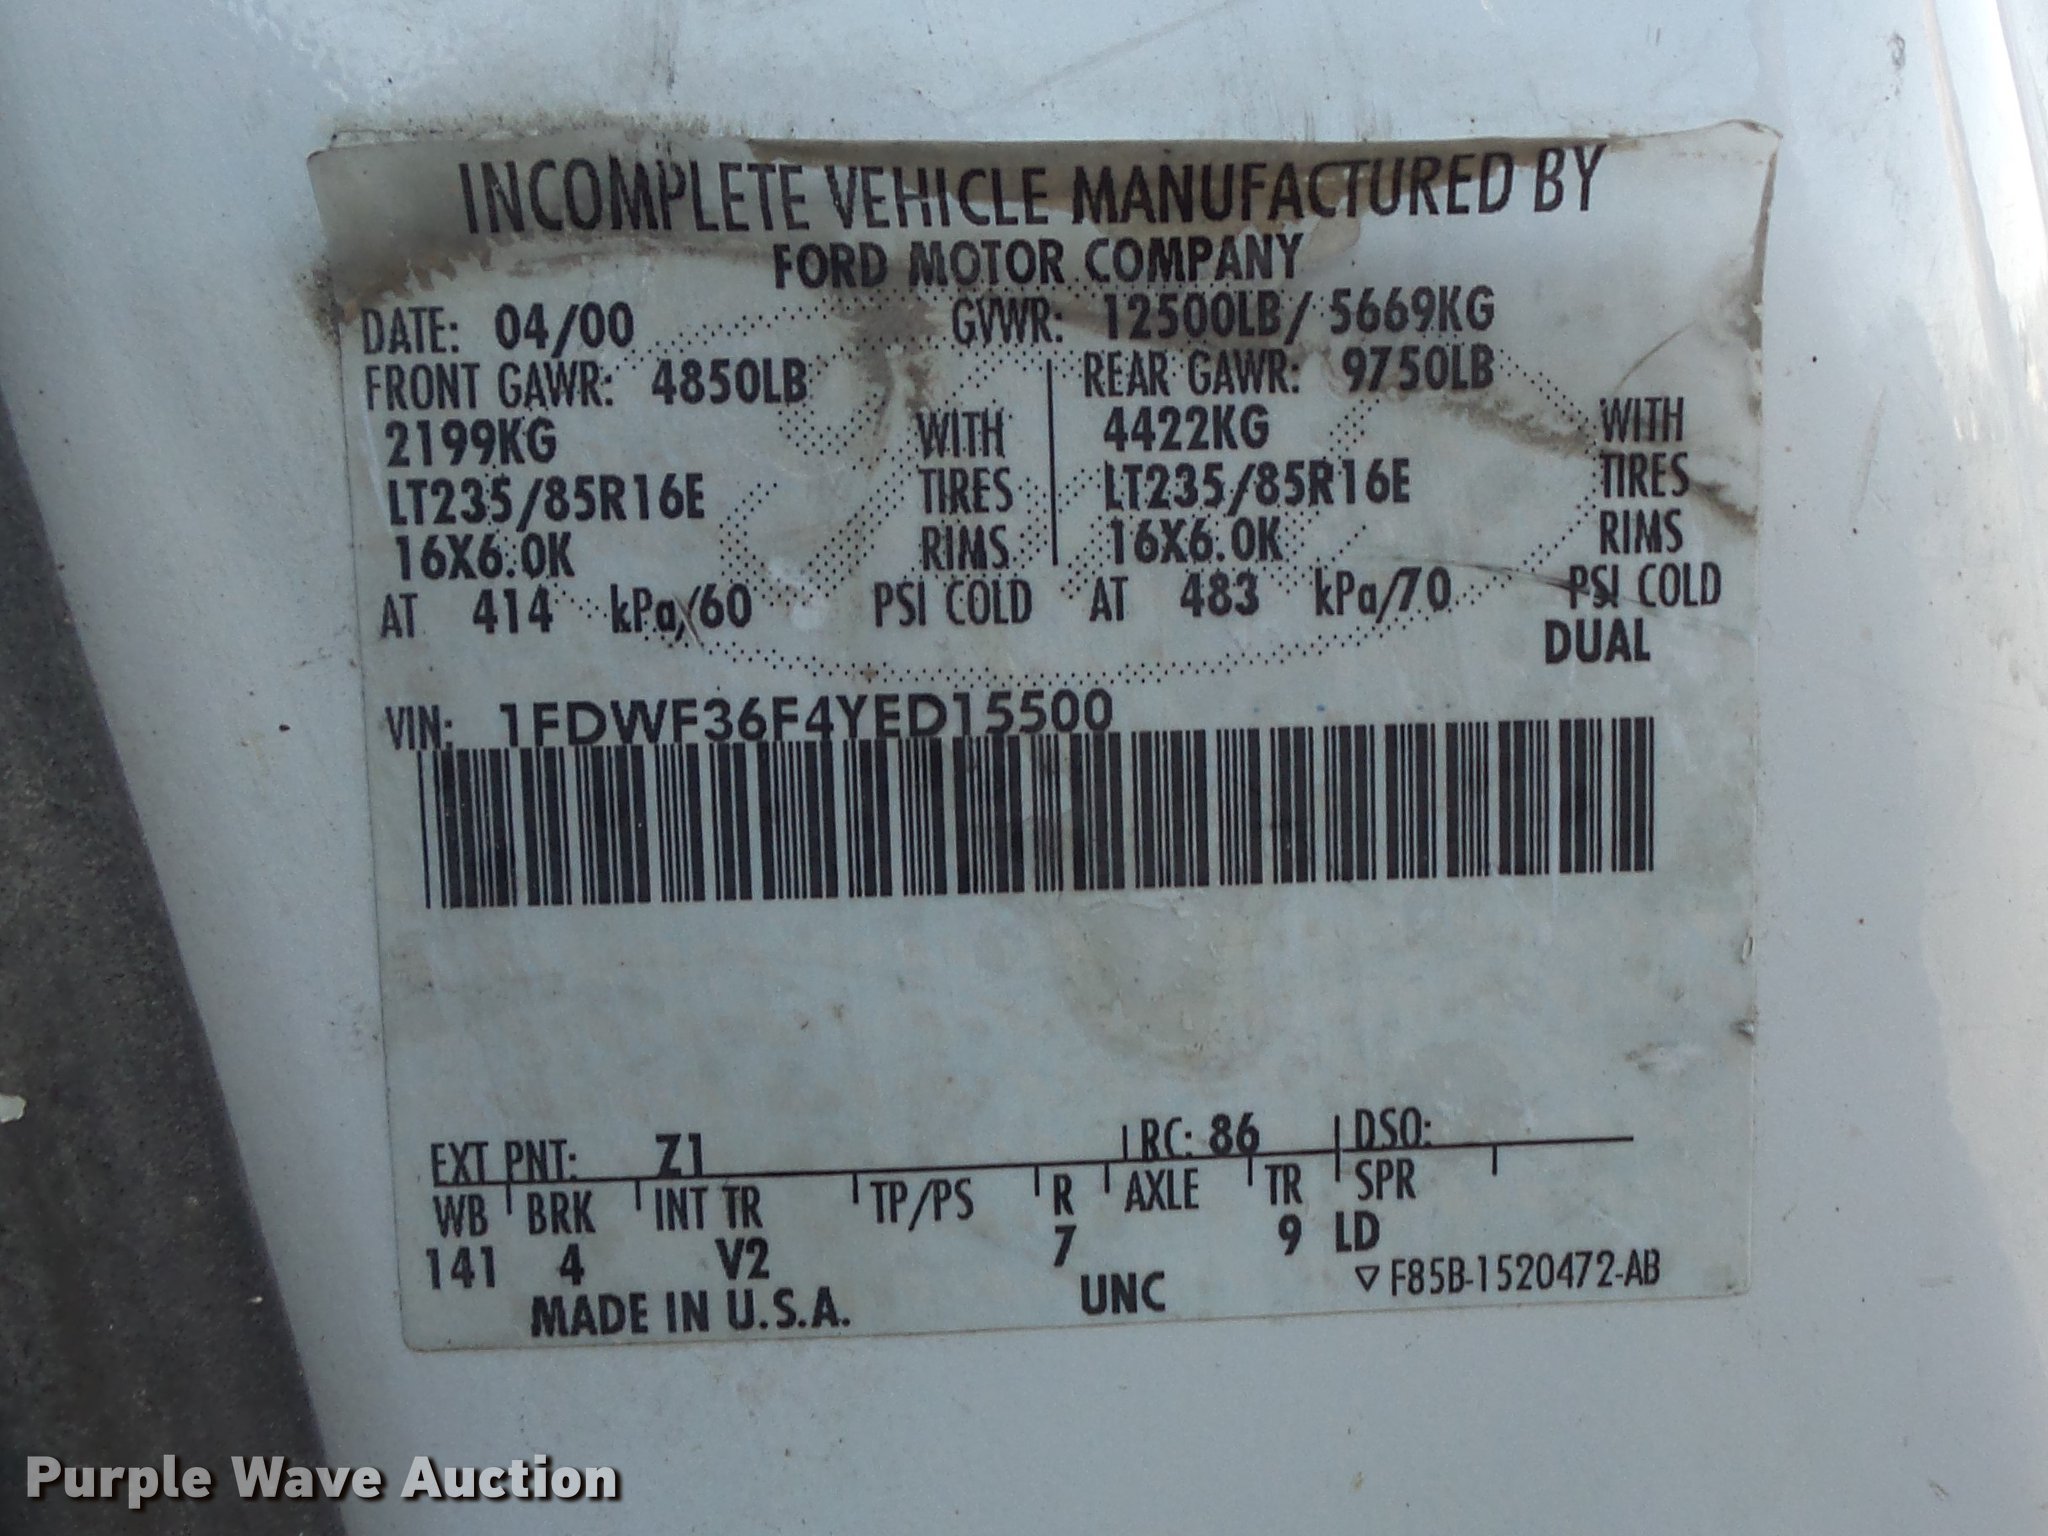 INCOMPLETE VEHICLE MANUFACTURED BY
FORD MOTOR COMPANY
DATE: 04/00 GVWR: 12500LB/ 5669KG
FRONT GAWR: 4850LB REAR GAWR: 9750LB
2199KG WITH 4422KG WITH
LT235/85R16E TIRES LT235/85R16E TIRES
16X6.0K RIMS 16X6.0K RIMS
AT 414 kPa/60 PSI COLD AT 483 kPa/70 PSI COLD
DUAL
VIN: 1FDWF36F4YED15500
EXT PNT: Z1 RC: 86 DSO:
WB BRK INT TR TP/PS R AXLE TR SPR
141 4 V2 7 9 LD
MADE IN U.S.A. UNC ▽ F85B-1520472-AB
Purple Wave Auction